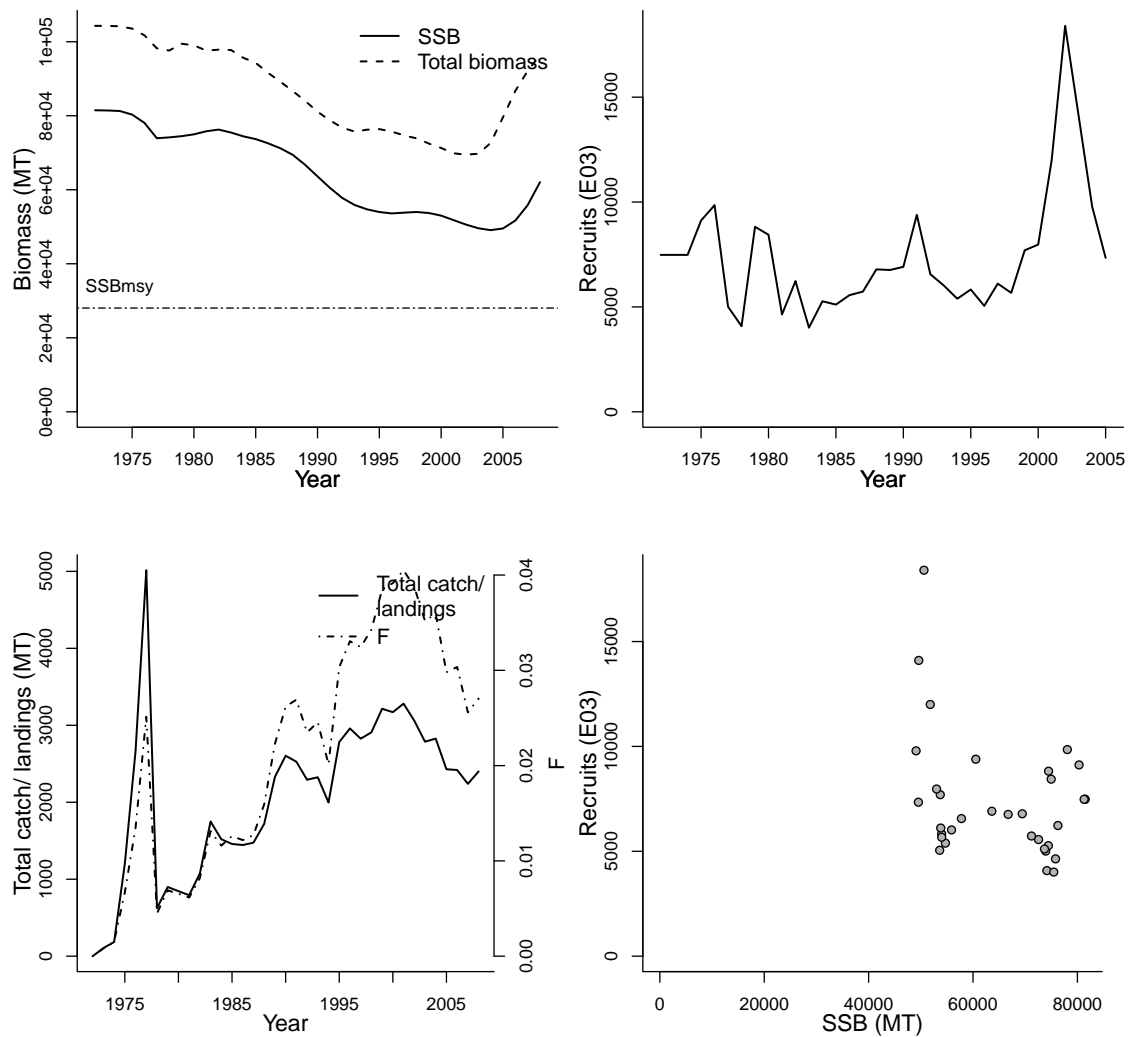 SSB
Total biomass
SSBmsy
Biomass (MT)
0e+00
2e+04
4e+04
6e+04
8e+04
1e+05
1975
1980
1985
1990
1995
2000
2005
Year
Recruits (E03)
0
5000
10000
15000
1975
1980
1985
1990
1995
2000
2005
Year
Total catch/
landings
F
Total catch/ landings (MT)
0
1000
2000
3000
4000
5000
0.00
0.01
0.02
0.03
0.04
F
1975
1985
1995
2005
Year
Recruits (E03)
0
5000
10000
15000
0
20000
40000
60000
80000
SSB (MT)